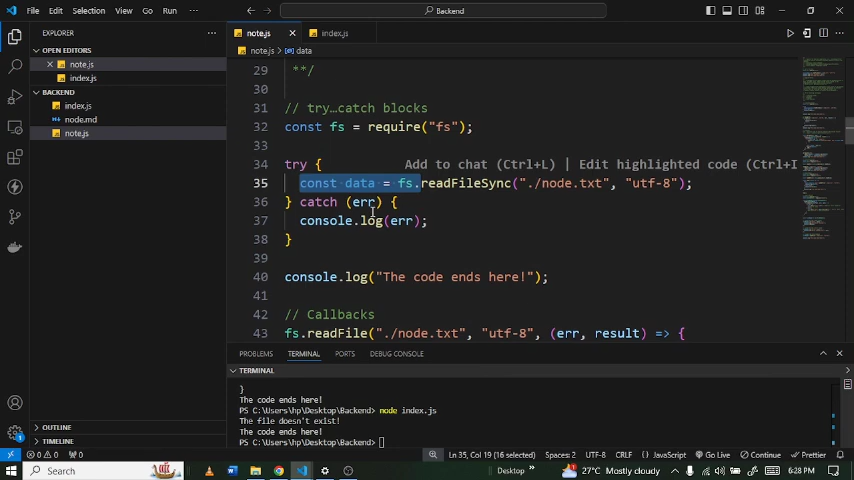 File Edit Selection View Go Run ··· Backend
EXPLORER ···
OPEN EDITORS
note.js
index.js
BACKEND
index.js
node.md
note.js
OUTLINE
TIMELINE
note.js index.js
note.js > data
29 **/
30
31 // try…catch blocks
32 const fs = require("fs");
33
34 try {
Add to chat (Ctrl+L) | Edit highlighted code (Ctrl+I
35 const data = fs.readFileSync("./node.txt", "utf-8");
36 } catch (err) {
37 console.log(err);
38 }
39
40 console.log("The code ends here!");
41
42 // Callbacks
43 fs.readFile("./node.txt", "utf-8", (err, result) => {
PROBLEMS TERMINAL PORTS DEBUG CONSOLE
TERMINAL
}
The code ends here!
PS C:\Users\hp\Desktop\Backend> node index.js
The file doesn't exist!
The code ends here!
PS C:\Users\hp\Desktop\Backend>
0 0 0 Ln 35, Col 19 (16 selected) Spaces: 2 UTF-8 CRLF JavaScript Go Live Continue Prettier
Search Desktop 27°C Mostly cloudy 6:28 PM